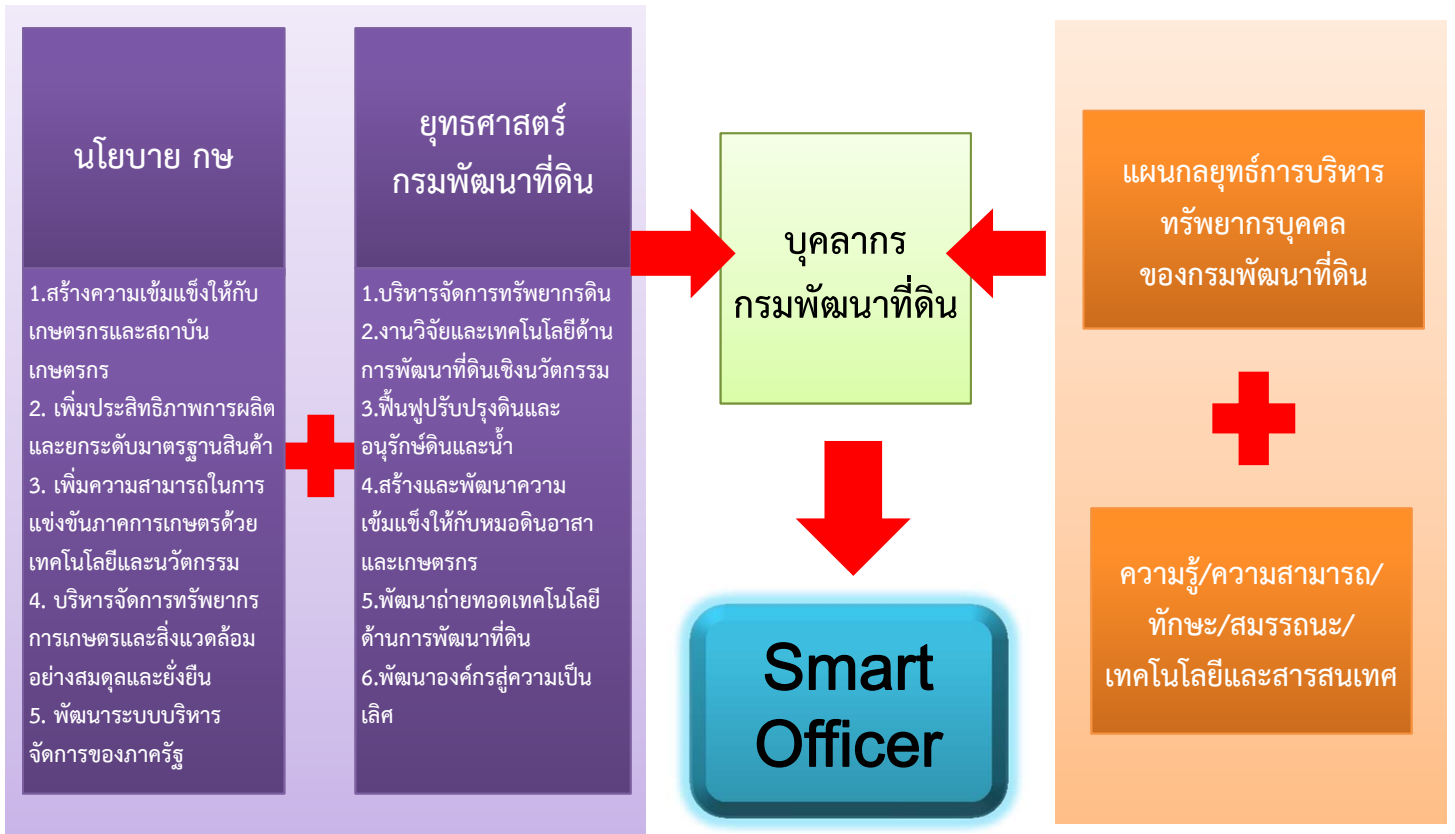 นโยบาย กษ
1.สร้างความเข้มแข็งให้กับ
เกษตรกรและสถาบัน
เกษตรกร
2. เพิ่มประสิทธิภาพการผลิต
และยกระดับมาตรฐานสินค้า
3. เพิ่มความสามารถในการ
แข่งขันภาคการเกษตรด้วย
เทคโนโลยีและนวัตกรรม
4. บริหารจัดการทรัพยากร
การเกษตรและสิ่งแวดล้อม
อย่างสมดุลและยั่งยืน
5. พัฒนาระบบบริหาร
จัดการของภาครัฐ
ยุทธศาสตร์
กรมพัฒนาที่ดิน
1.บริหารจัดการทรัพยากรดิน
2.งานวิจัยและเทคโนโลยีด้าน
การพัฒนาที่ดินเชิงนวัตกรรม
3.ฟื้นฟูปรับปรุงดินและ
อนุรักษ์ดินและน้ำ
4.สร้างและพัฒนาความ
เข้มแข็งให้กับหมอดินอาสา
และเกษตรกร
5.พัฒนาถ่ายทอดเทคโนโลยี
ด้านการพัฒนาที่ดิน
6.พัฒนาองค์กรสู่ความเป็น
เลิศ
บุคลากร
กรมพัฒนาที่ดิน
Smart
Officer
แผนกลยุทธ์การบริหาร
ทรัพยากรบุคคล
ของกรมพัฒนาที่ดิน
ความรู้/ความสามารถ/
ทักษะ/สมรรถนะ/
เทคโนโลยีและสารสนเทศ